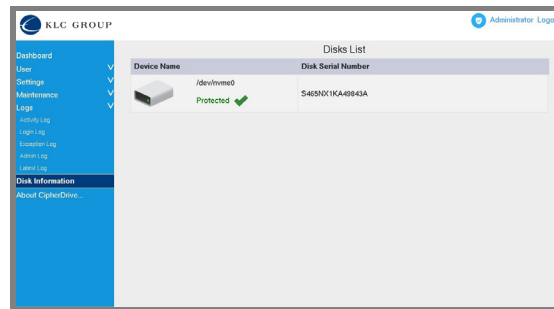 KLC GROUP
Administrator Logo
Dashboard
User
Settings
Maintenance
Logs
Activity Log
Login Log
Exception Log
Admin Log
Latest Log
Disk Information
About CipherDrive...
Disks List
Device Name Disk Serial Number
/dev/nvme0
Protected
S465NX1KA49843A